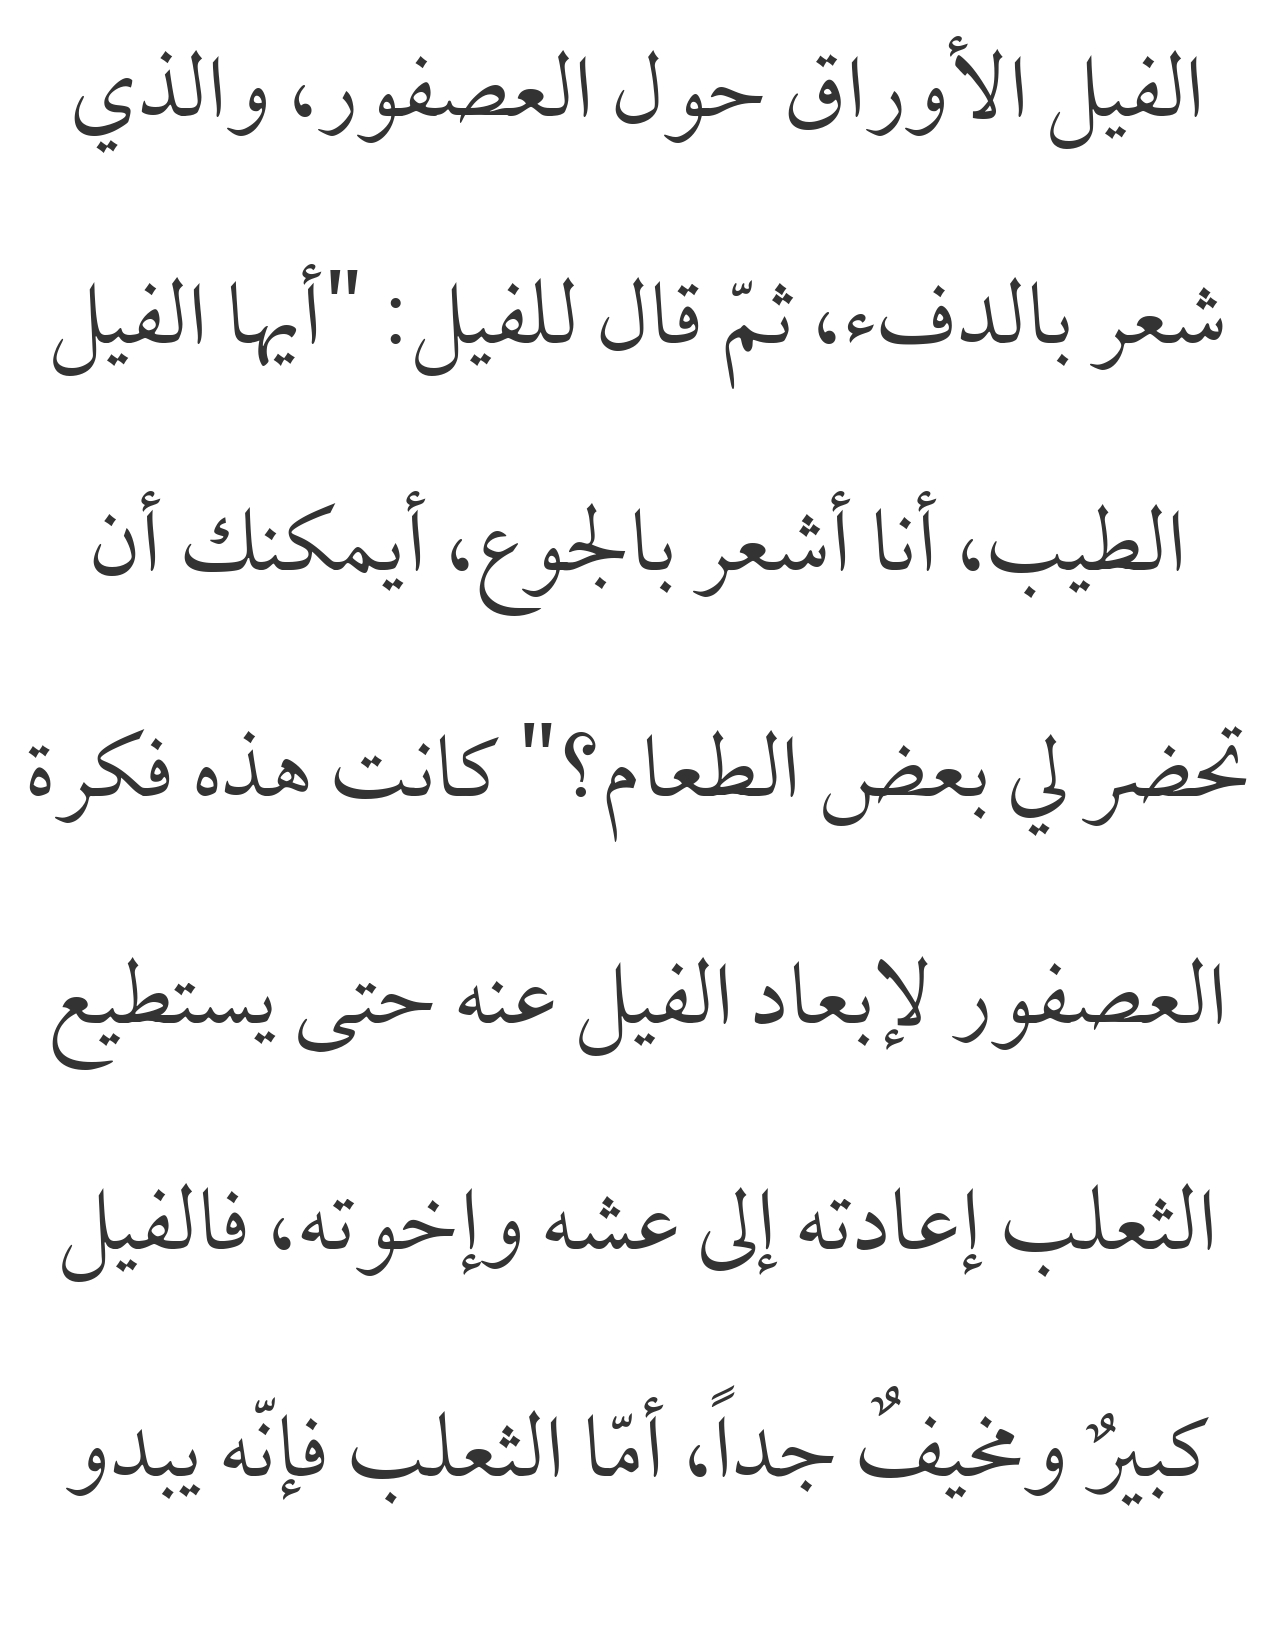 الفيل الأوراق حول العصفور، والذي
شعر بالدفء، ثمّ قال للفيل: "أيها الفيل
الطيب، أنا أشعر بالجوع، أيمكنك أن
تحضر لي بعض الطعام؟" كانت هذه فكرة
العصفور لإبعاد الفيل عنه حتى يستطيع
الثعلب إعادته إلى عشه وإخوته، فالفيل
كبيرٌ ومخيفٌ جداً، أمّا الثعلب فإنّه يبدو